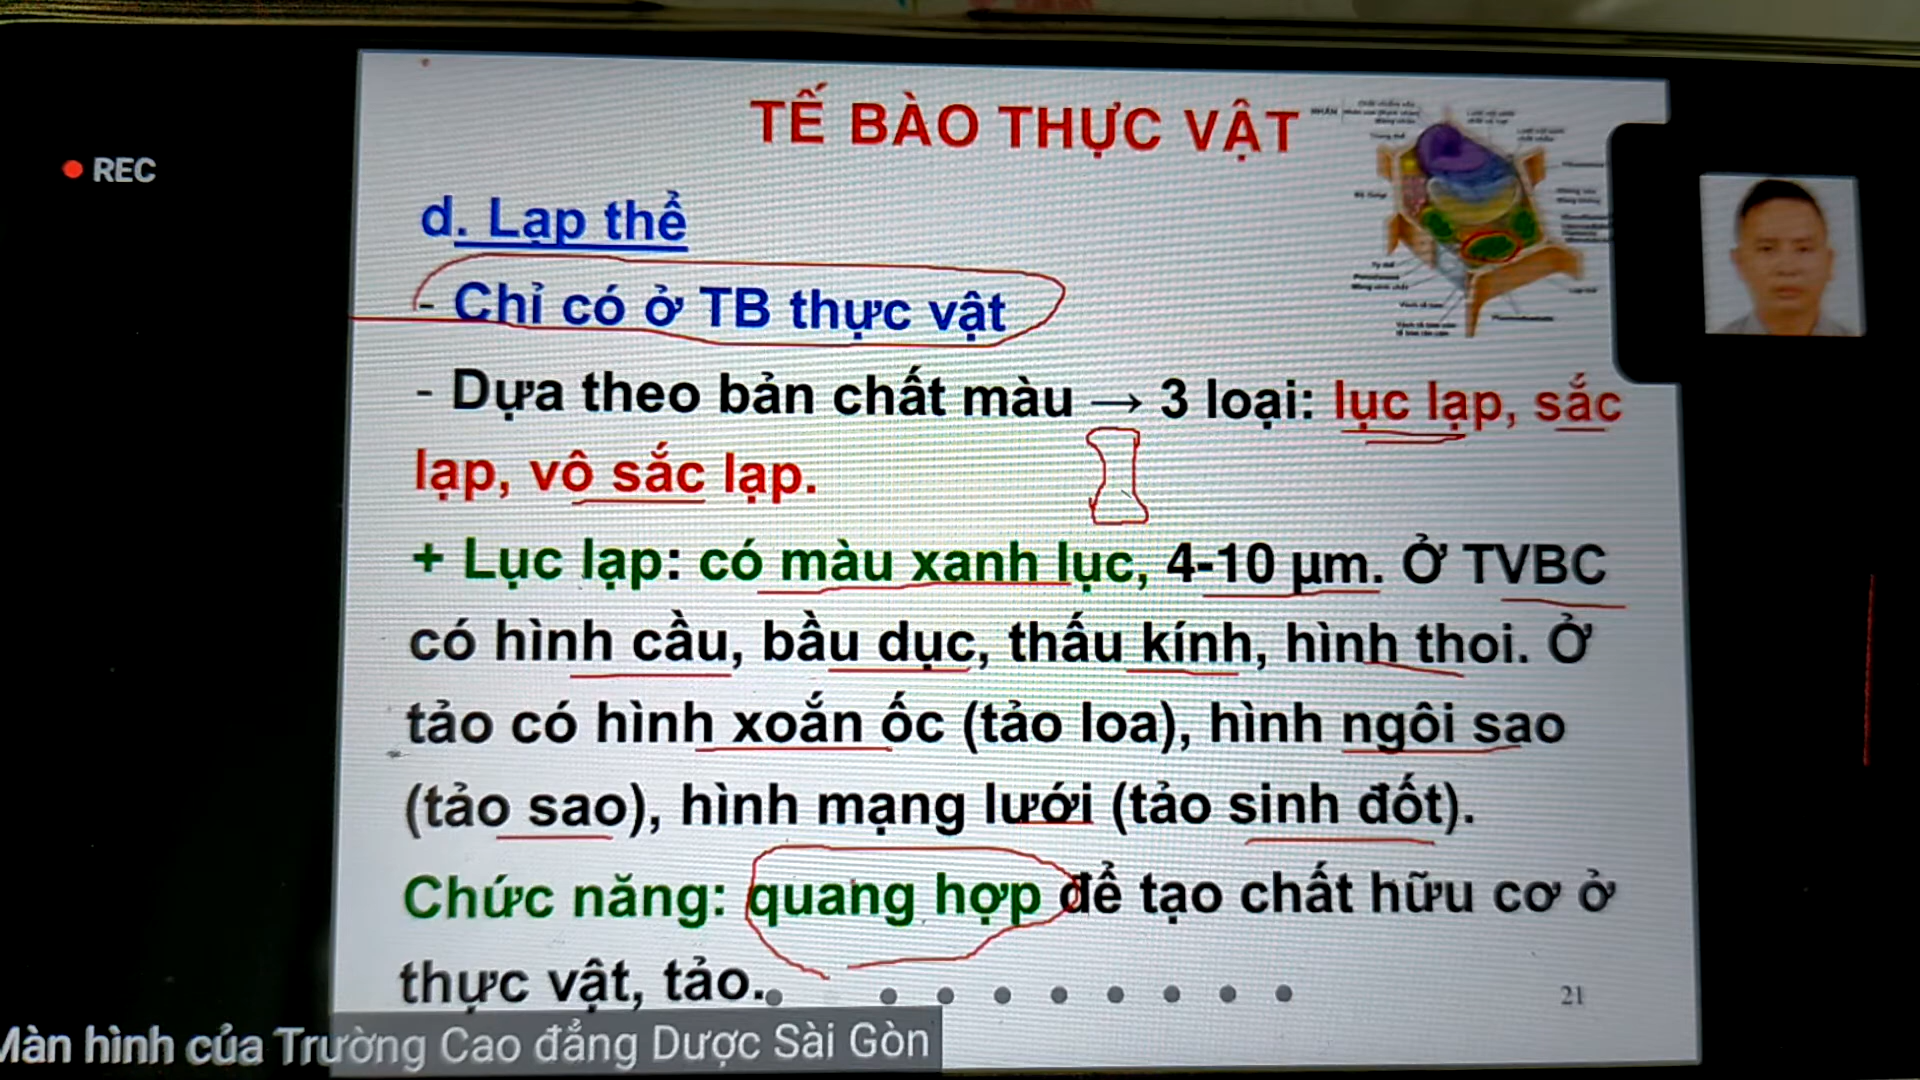 TẾ BÀO THỰC VẬT
REC
d. Lạp thể
- Chỉ có ở TB thực vật
- Dựa theo bản chất màu → 3 loại: lục lạp, sắc
lạp, vô sắc lạp.
+ Lục lạp: có màu xanh lục, 4-10 µm. Ở TVBC
có hình cầu, bầu dục, thấu kính, hình thoi. Ở
tảo có hình xoắn ốc (tảo loa), hình ngôi sao
(tảo sao), hình mạng lưới (tảo sinh đốt).
Chức năng: quang hợp để tạo chất hữu cơ ở
thực vật, tảo.
21
Màn hình của Trường Cao đẳng Dược Sài Gòn